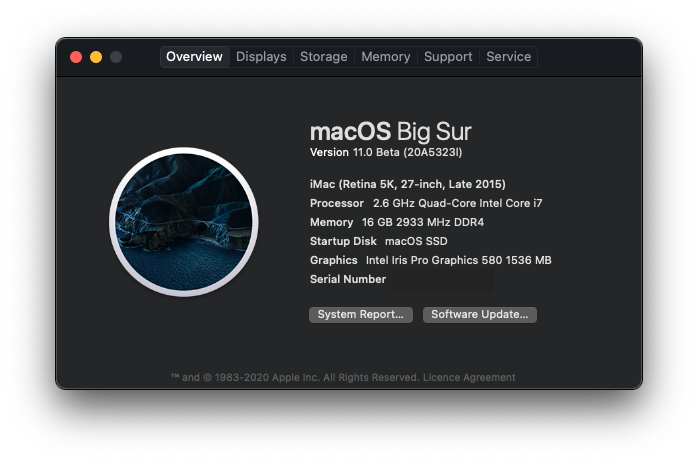 Overview Displays Storage Memory Support Service
macOS Big Sur
Version 11.0 Beta (20A5323l)
iMac (Retina 5K, 27-inch, Late 2015)
Processor 2.6 GHz Quad-Core Intel Core i7
Memory 16 GB 2933 MHz DDR4
Startup Disk macOS SSD
Graphics Intel Iris Pro Graphics 580 1536 MB
Serial Number
System Report...
Software Update...
™ and © 1983-2020 Apple Inc. All Rights Reserved. Licence Agreement